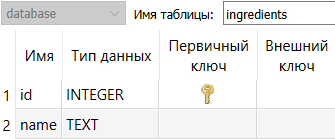 database Имя таблицы: ingredients
Имя Тип данных Первичный ключ Внешний ключ
1 id INTEGER
2 name TEXT